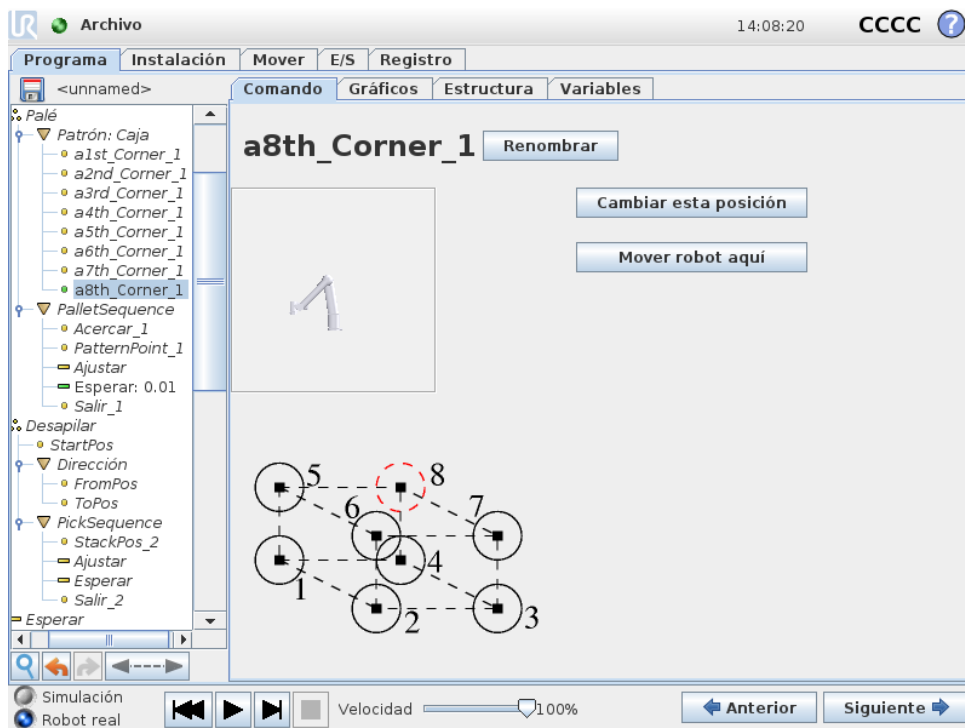 UR Archivo 14:08:20 CCCC ?
Programa Instalación Mover E/S Registro
<unnamed> Comando Gráficos Estructura Variables
Palé
Patrón: Caja
a1st_Corner_1
a2nd_Corner_1
a3rd_Corner_1
a4th_Corner_1
a5th_Corner_1
a6th_Corner_1
a7th_Corner_1
a8th_Corner_1
PalletSequence
Acercar_1
PatternPoint_1
Ajustar
Esperar: 0.01
Salir_1
Desapilar
StartPos
Dirección
FromPos
ToPos
PickSequence
StackPos_2
Ajustar
Esperar
Salir_2
Esperar
a8th_Corner_1 Renombrar
Cambiar esta posición
Mover robot aquí
5 8
6 7
1 4
2 3
Simulación
Robot real
Velocidad 100%
Anterior Siguiente